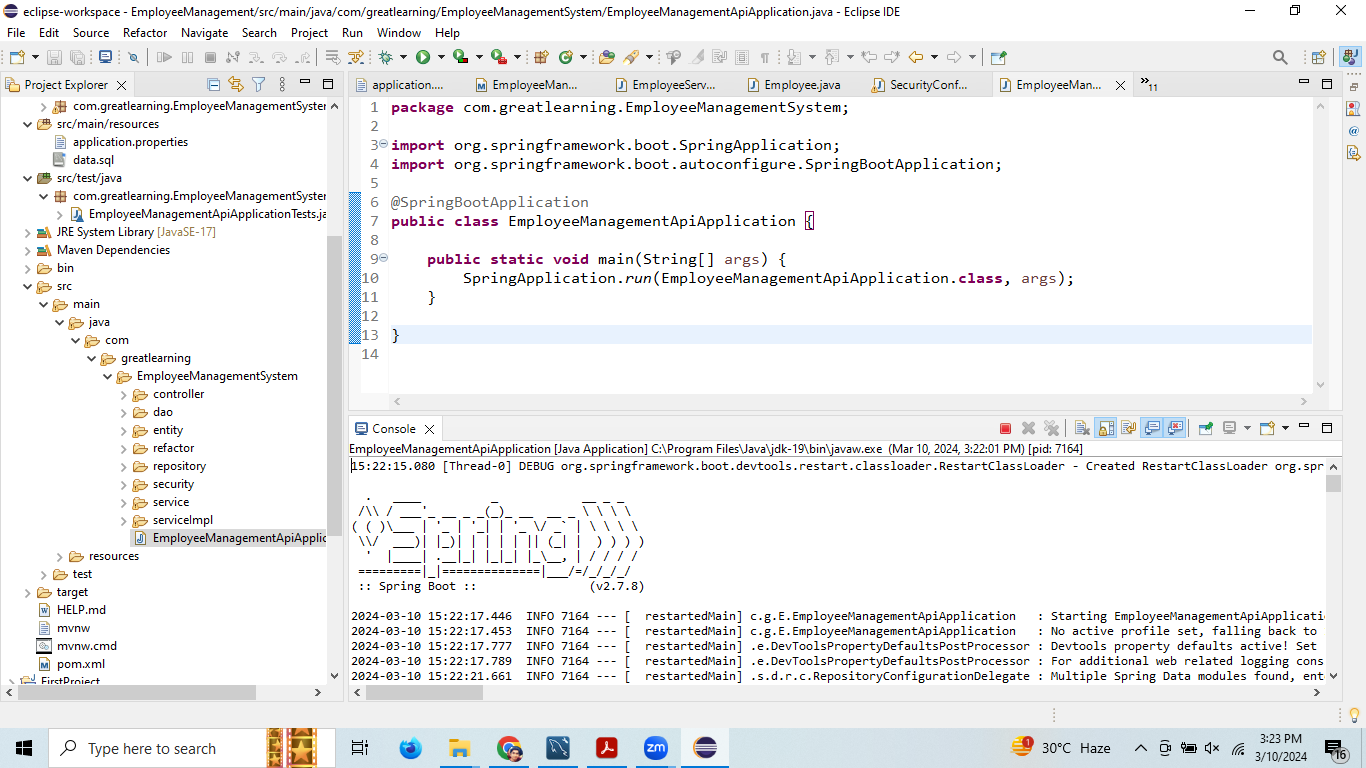 eclipse-workspace - EmployeeManagement/src/main/java/com/greatlearning/EmployeeManagementSystem/EmployeeManagementApiApplication.java - Eclipse IDE
File Edit Source Refactor Navigate Search Project Run Window Help
Project Explorer
com.greatlearning.EmployeeManagementSyster
src/main/resources
application.properties
data.sql
src/test/java
com.greatlearning.EmployeeManagementSyster
EmployeeManagementApiApplicationTests.ja
JRE System Library [JavaSE-17]
Maven Dependencies
bin
src
main
java
com
greatlearning
EmployeeManagementSystem
controller
dao
entity
refactor
repository
security
service
serviceImpl
EmployeeManagementApiApplic
resources
test
target
HELP.md
mvnw
mvnw.cmd
pom.xml
FirstProject
application.... EmployeeMan... EmployeeServ... Employee.java SecurityConf... EmployeeMan... »11
1 package com.greatlearning.EmployeeManagementSystem;
2
3 import org.springframework.boot.SpringApplication;
4 import org.springframework.boot.autoconfigure.SpringBootApplication;
5
6 @SpringBootApplication
7 public class EmployeeManagementApiApplication {
8
9 public static void main(String[] args) {
10 SpringApplication.run(EmployeeManagementApiApplication.class, args);
11 }
12
13 }
14
Console
EmployeeManagementApiApplication [Java Application] C:\Program Files\Java\jdk-19\bin\javaw.exe (Mar 10, 2024, 3:22:01 PM) [pid: 7164]
15:22:15.080 [Thread-0] DEBUG org.springframework.boot.devtools.restart.classloader.RestartClassLoader - Created RestartClassLoader org.spr
Spring
:: Spring Boot :: (v2.7.8)
2024-03-10 15:22:17.446 INFO 7164 --- [ restartedMain] c.g.E.EmployeeManagementApiApplication : Starting EmployeeManagementApiApplicati
2024-03-10 15:22:17.453 INFO 7164 --- [ restartedMain] c.g.E.EmployeeManagementApiApplication : No active profile set, falling back to
2024-03-10 15:22:17.777 INFO 7164 --- [ restartedMain] .e.DevToolsPropertyDefaultsPostProcessor : Devtools property defaults active! Set
2024-03-10 15:22:17.789 INFO 7164 --- [ restartedMain] .e.DevToolsPropertyDefaultsPostProcessor : For additional web related logging cons
2024-03-10 15:22:21.661 INFO 7164 --- [ restartedMain] .s.d.r.c.RepositoryConfigurationDelegate : Multiple Spring Data modules found, ent
Type here to search
zm
1
30°C Haze
3:23 PM
3/10/2024
16